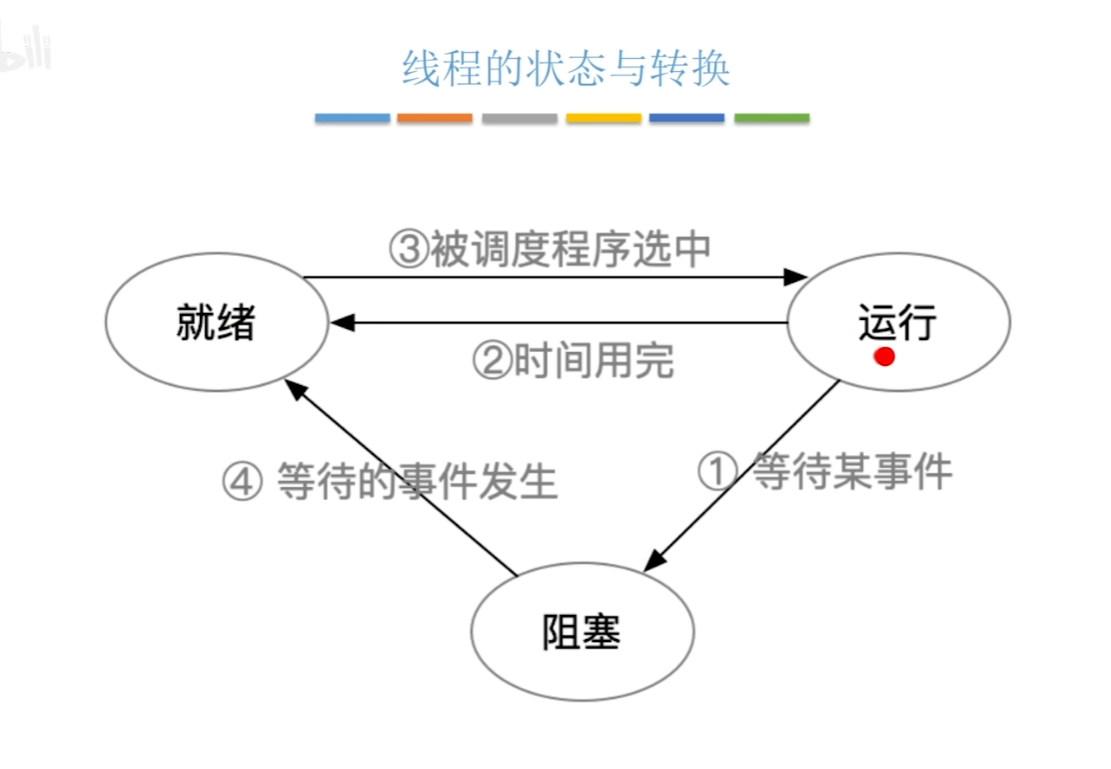 线程的状态与转换
③被调度程序选中
就绪
运行
②时间用完
④ 等待的事件发生
① 等待某事件
阻塞